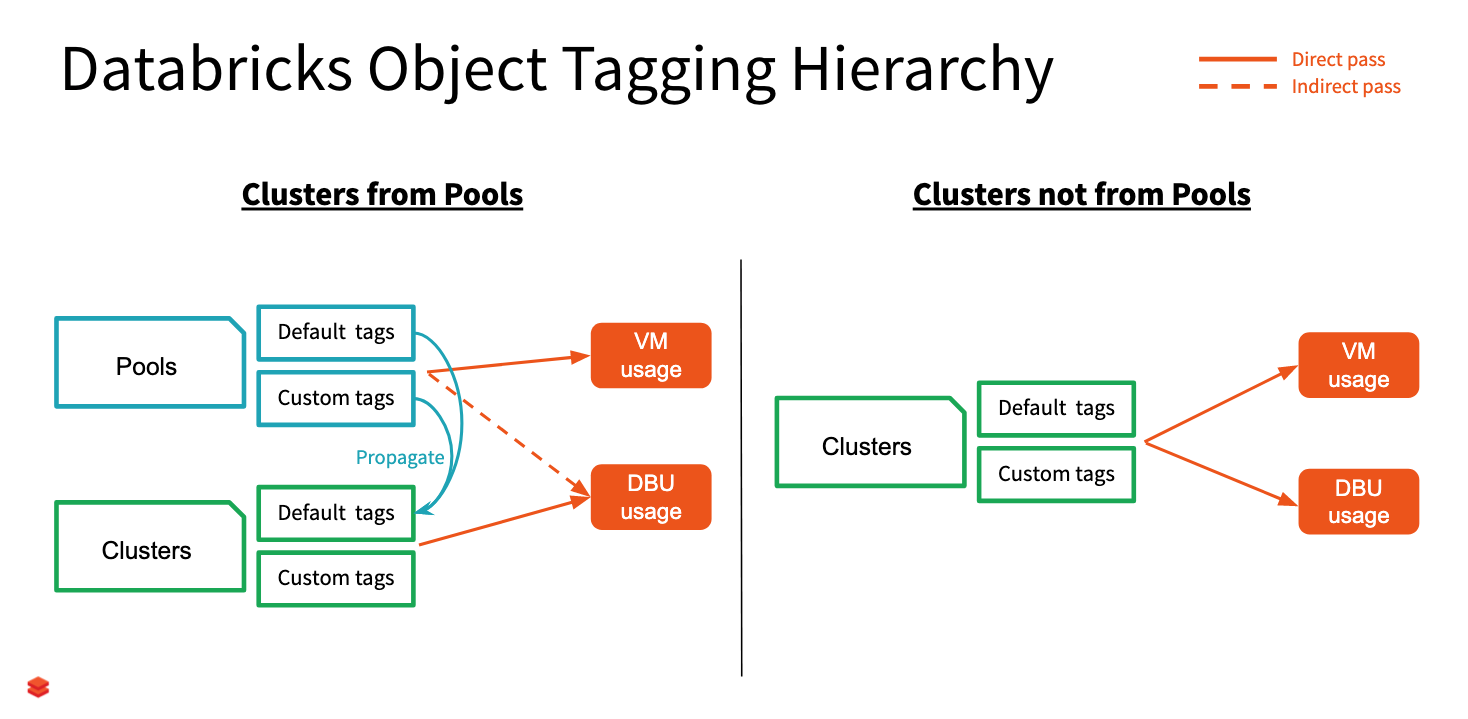 Databricks Object Tagging Hierarchy
Direct pass
Indirect pass
Clusters from Pools
Pools
Default tags
Custom tags
Propagate
Clusters
Default tags
Custom tags
VM
usage
DBU
usage
Clusters not from Pools
Clusters
Default tags
Custom tags
VM
usage
DBU
usage